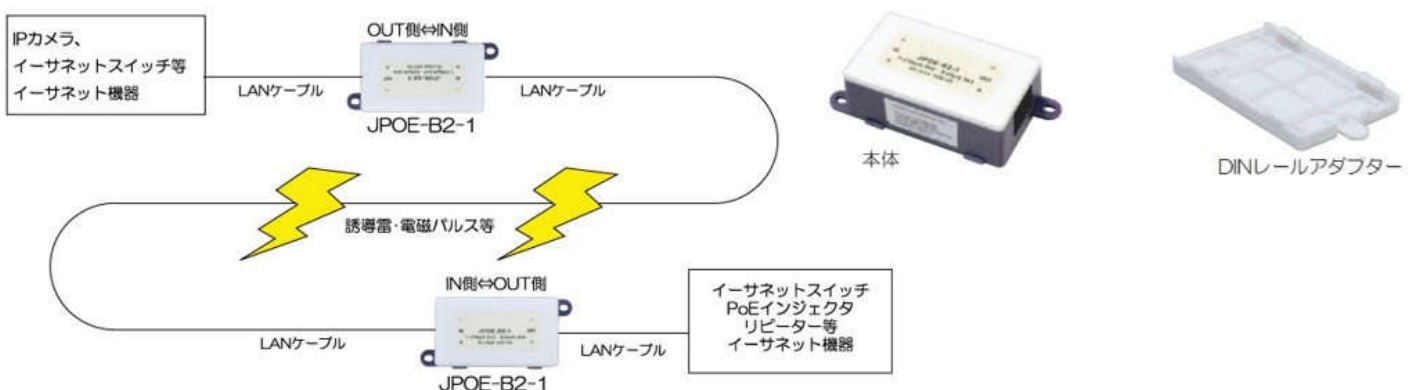 IPカメラ、
イーサネットスイッチ等
イーサネット機器
OUT側⇔IN側
LANケーブル
LANケーブル
JPOE-B2-1
本体
DINレールアダプター
誘導雷・電磁パルス等
IN側⇔OUT側
LANケーブル
LANケーブル
JPOE-B2-1
イーサネットスイッチ
PoEインジェクタ
リピーター等
イーサネット機器